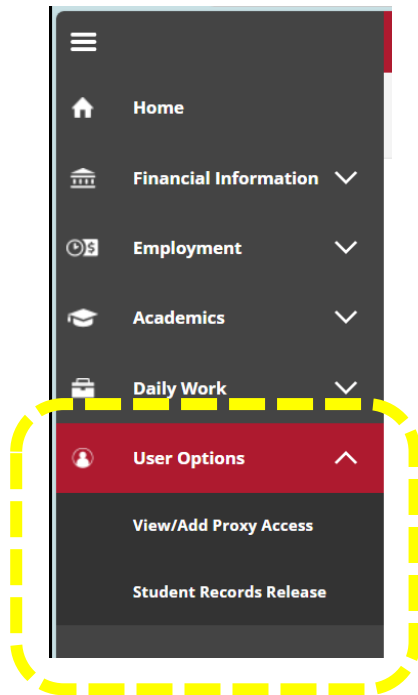 Home
Financial Information
Employment
Academics
Daily Work
User Options
View/Add Proxy Access
Student Records Release